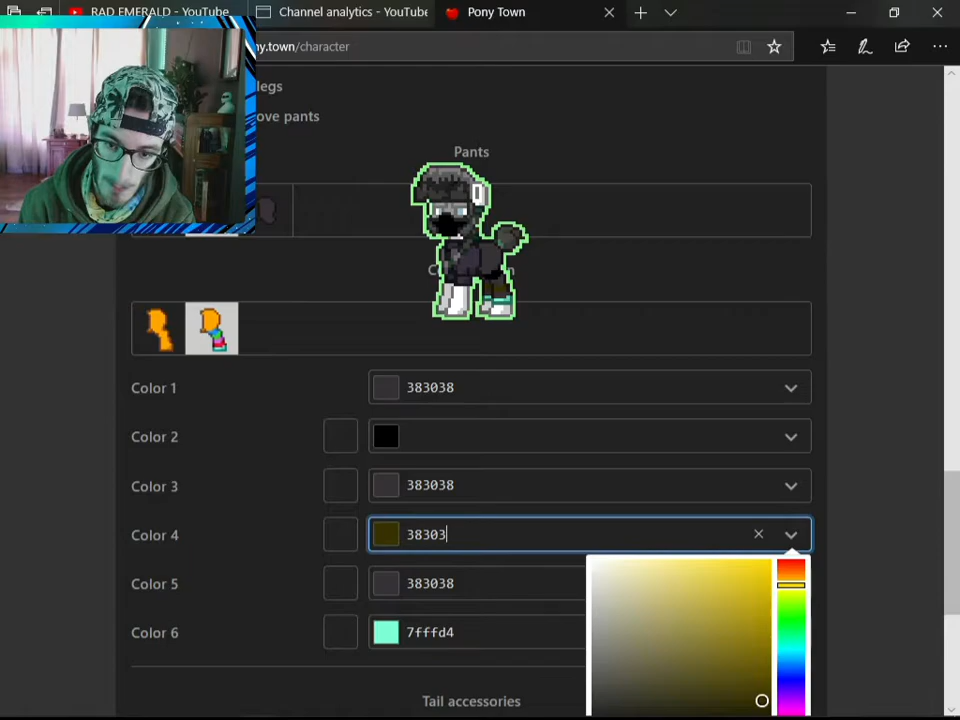 RAD EMERALD - YouTube
Channel analytics - YouTube
Pony Town
ny.town/character
legs
ove pants
Pants
Color 1
383038
Color 2
Color 3
383038
Color 4
38303
Color 5
383038
Color 6
7fffd4
Tail accessories